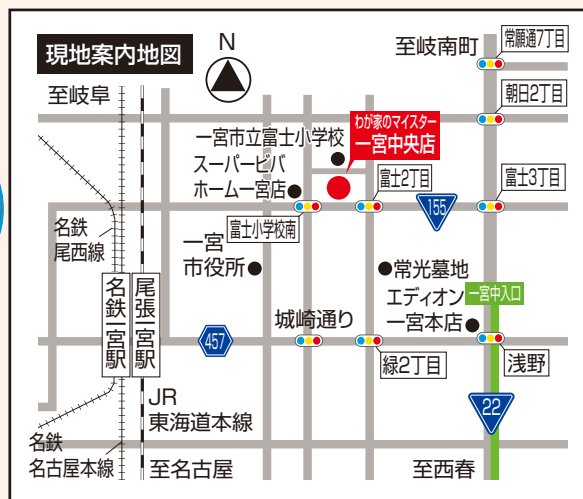 現地案内地図
N
至岐南町
常願通7丁目
至岐阜
朝日2丁目
わが家のマイスター
一宮中央店
一宮市立富士小学校
スーパービバ
ホーム一宮店
富士2丁目
富士3丁目
155
富士小学校南
名鉄
尾西線
一宮
市役所
常光墓地
エディオン
一宮本店
一宮中入口
名鉄一宮駅
尾張一宮駅
城崎通り
457
緑2丁目
浅野
JR
東海道本線
22
名鉄
名古屋本線
至名古屋
至西春